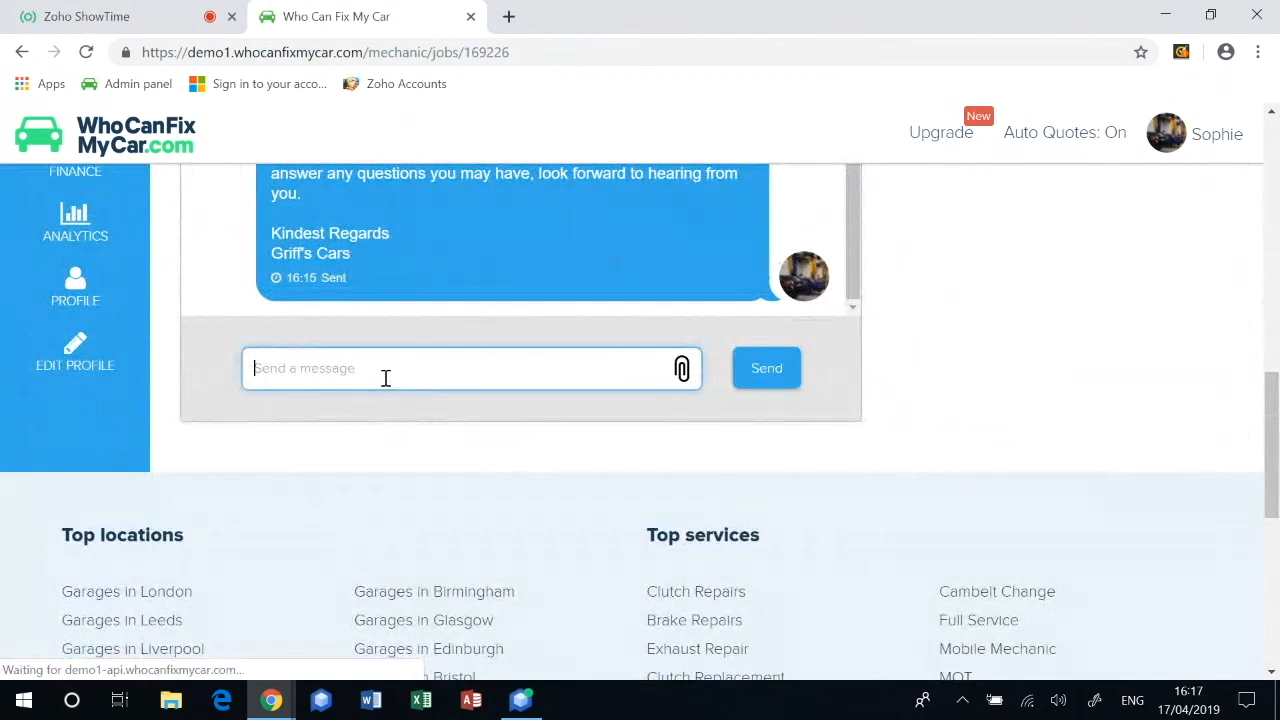 Zoho ShowTime
Who Can Fix My Car
https://demo1.whocanfixmycar.com/mechanic/jobs/169226
Apps
Admin panel
Sign in to your acco...
Zoho Accounts
WhoCanFix
MyCar.com
New
Upgrade
Auto Quotes: On
Sophie
FINANCE
ANALYTICS
PROFILE
EDIT PROFILE
answer any questions you may have, look forward to hearing from
you.
Kindest Regards
Griff's Cars
16:15 Sent
Send a message
Send
Top locations
Top services
Garages in London
Garages in Birmingham
Clutch Repairs
Cambelt Change
Garages in Leeds
Garages in Glasgow
Brake Repairs
Full Service
Garages in Liverpool
Garages in Edinburgh
Exhaust Repair
Mobile Mechanic
Bristol
Clutch Replacement
MOT
Waiting for demo1-api.whocanfixmycar.com...
ENG
16:17
17/04/2019